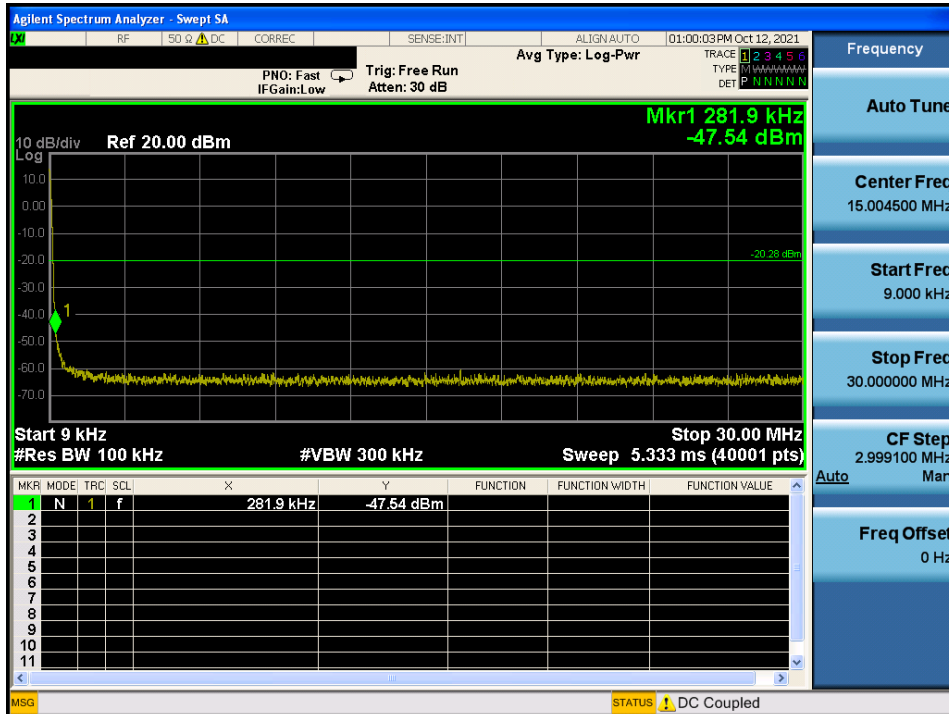 Agilent Spectrum Analyzer - Swept SA
LXI RF 50 Ω DC CORREC SENSE:INT ALIGN AUTO 01:00:03 PM Oct 12, 2021
Frequency
Avg Type: Log-Pwr
TRACE 1 2 3 4 5 6
TYPE M W W W W W
DET P N N N N N
PNO: Fast
IFGain:Low
Trig: Free Run
Atten: 30 dB
Auto Tune
Mkr1 281.9 kHz
-47.54 dBm
10 dB/div Ref 20.00 dBm
Log
10.0
0.00
-10.0
-20.0
-30.0
-40.0
-50.0
-60.0
-70.0
-20.28 dBm
1
Start 9 kHz Stop 30.00 MHz
#Res BW 100 kHz #VBW 300 kHz Sweep 5.333 ms (40001 pts)
Center Freq
15.004500 MHz
Start Freq
9.000 kHz
Stop Freq
30.000000 MHz
CF Step
2.999100 MHz
Auto Man
Freq Offset
0 Hz
MKR MODE TRC SCL X Y FUNCTION FUNCTION WIDTH FUNCTION VALUE
1 N 1 f 281.9 kHz -47.54 dBm
2
3
4
5
6
7
8
9
10
11
MSG STATUS DC Coupled